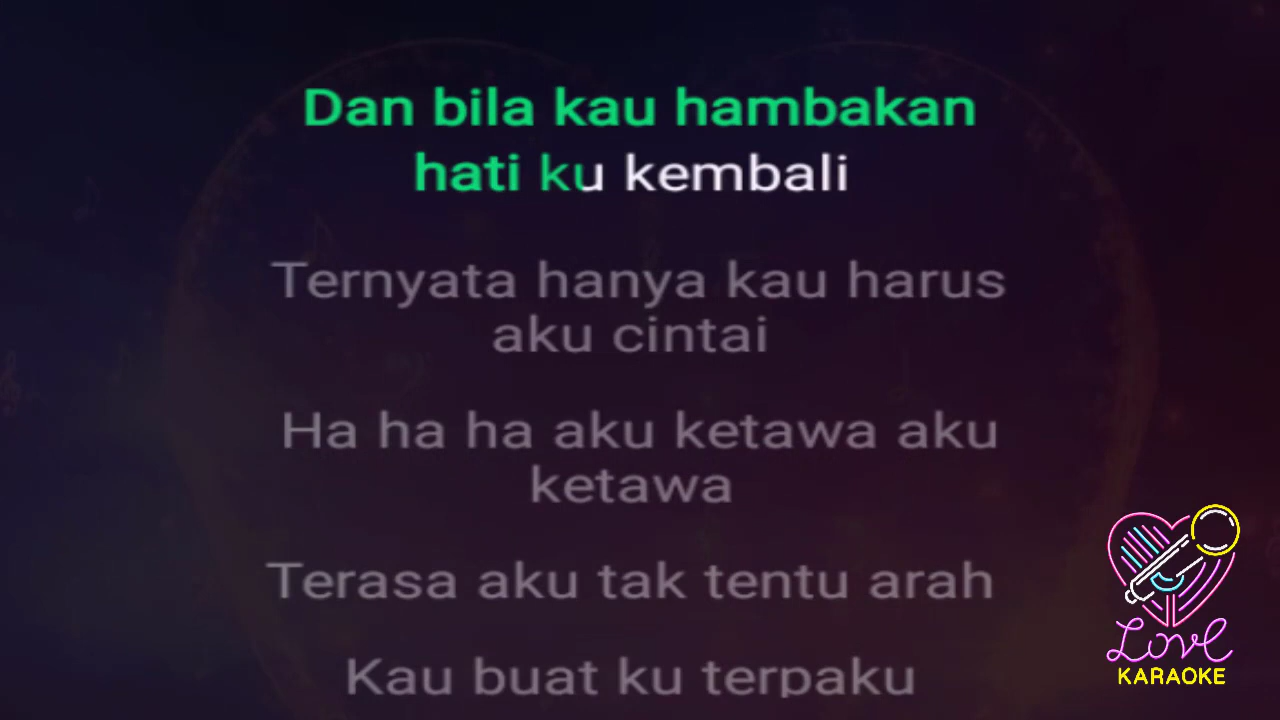 Dan bila kau hambakan
hati ku kembali
Ternyata hanya kau harus
aku cintai
Ha ha ha aku ketawa aku
ketawa
Terasa aku tak tentu arah
Kau buat ku terpaku
Love
KARAOKE